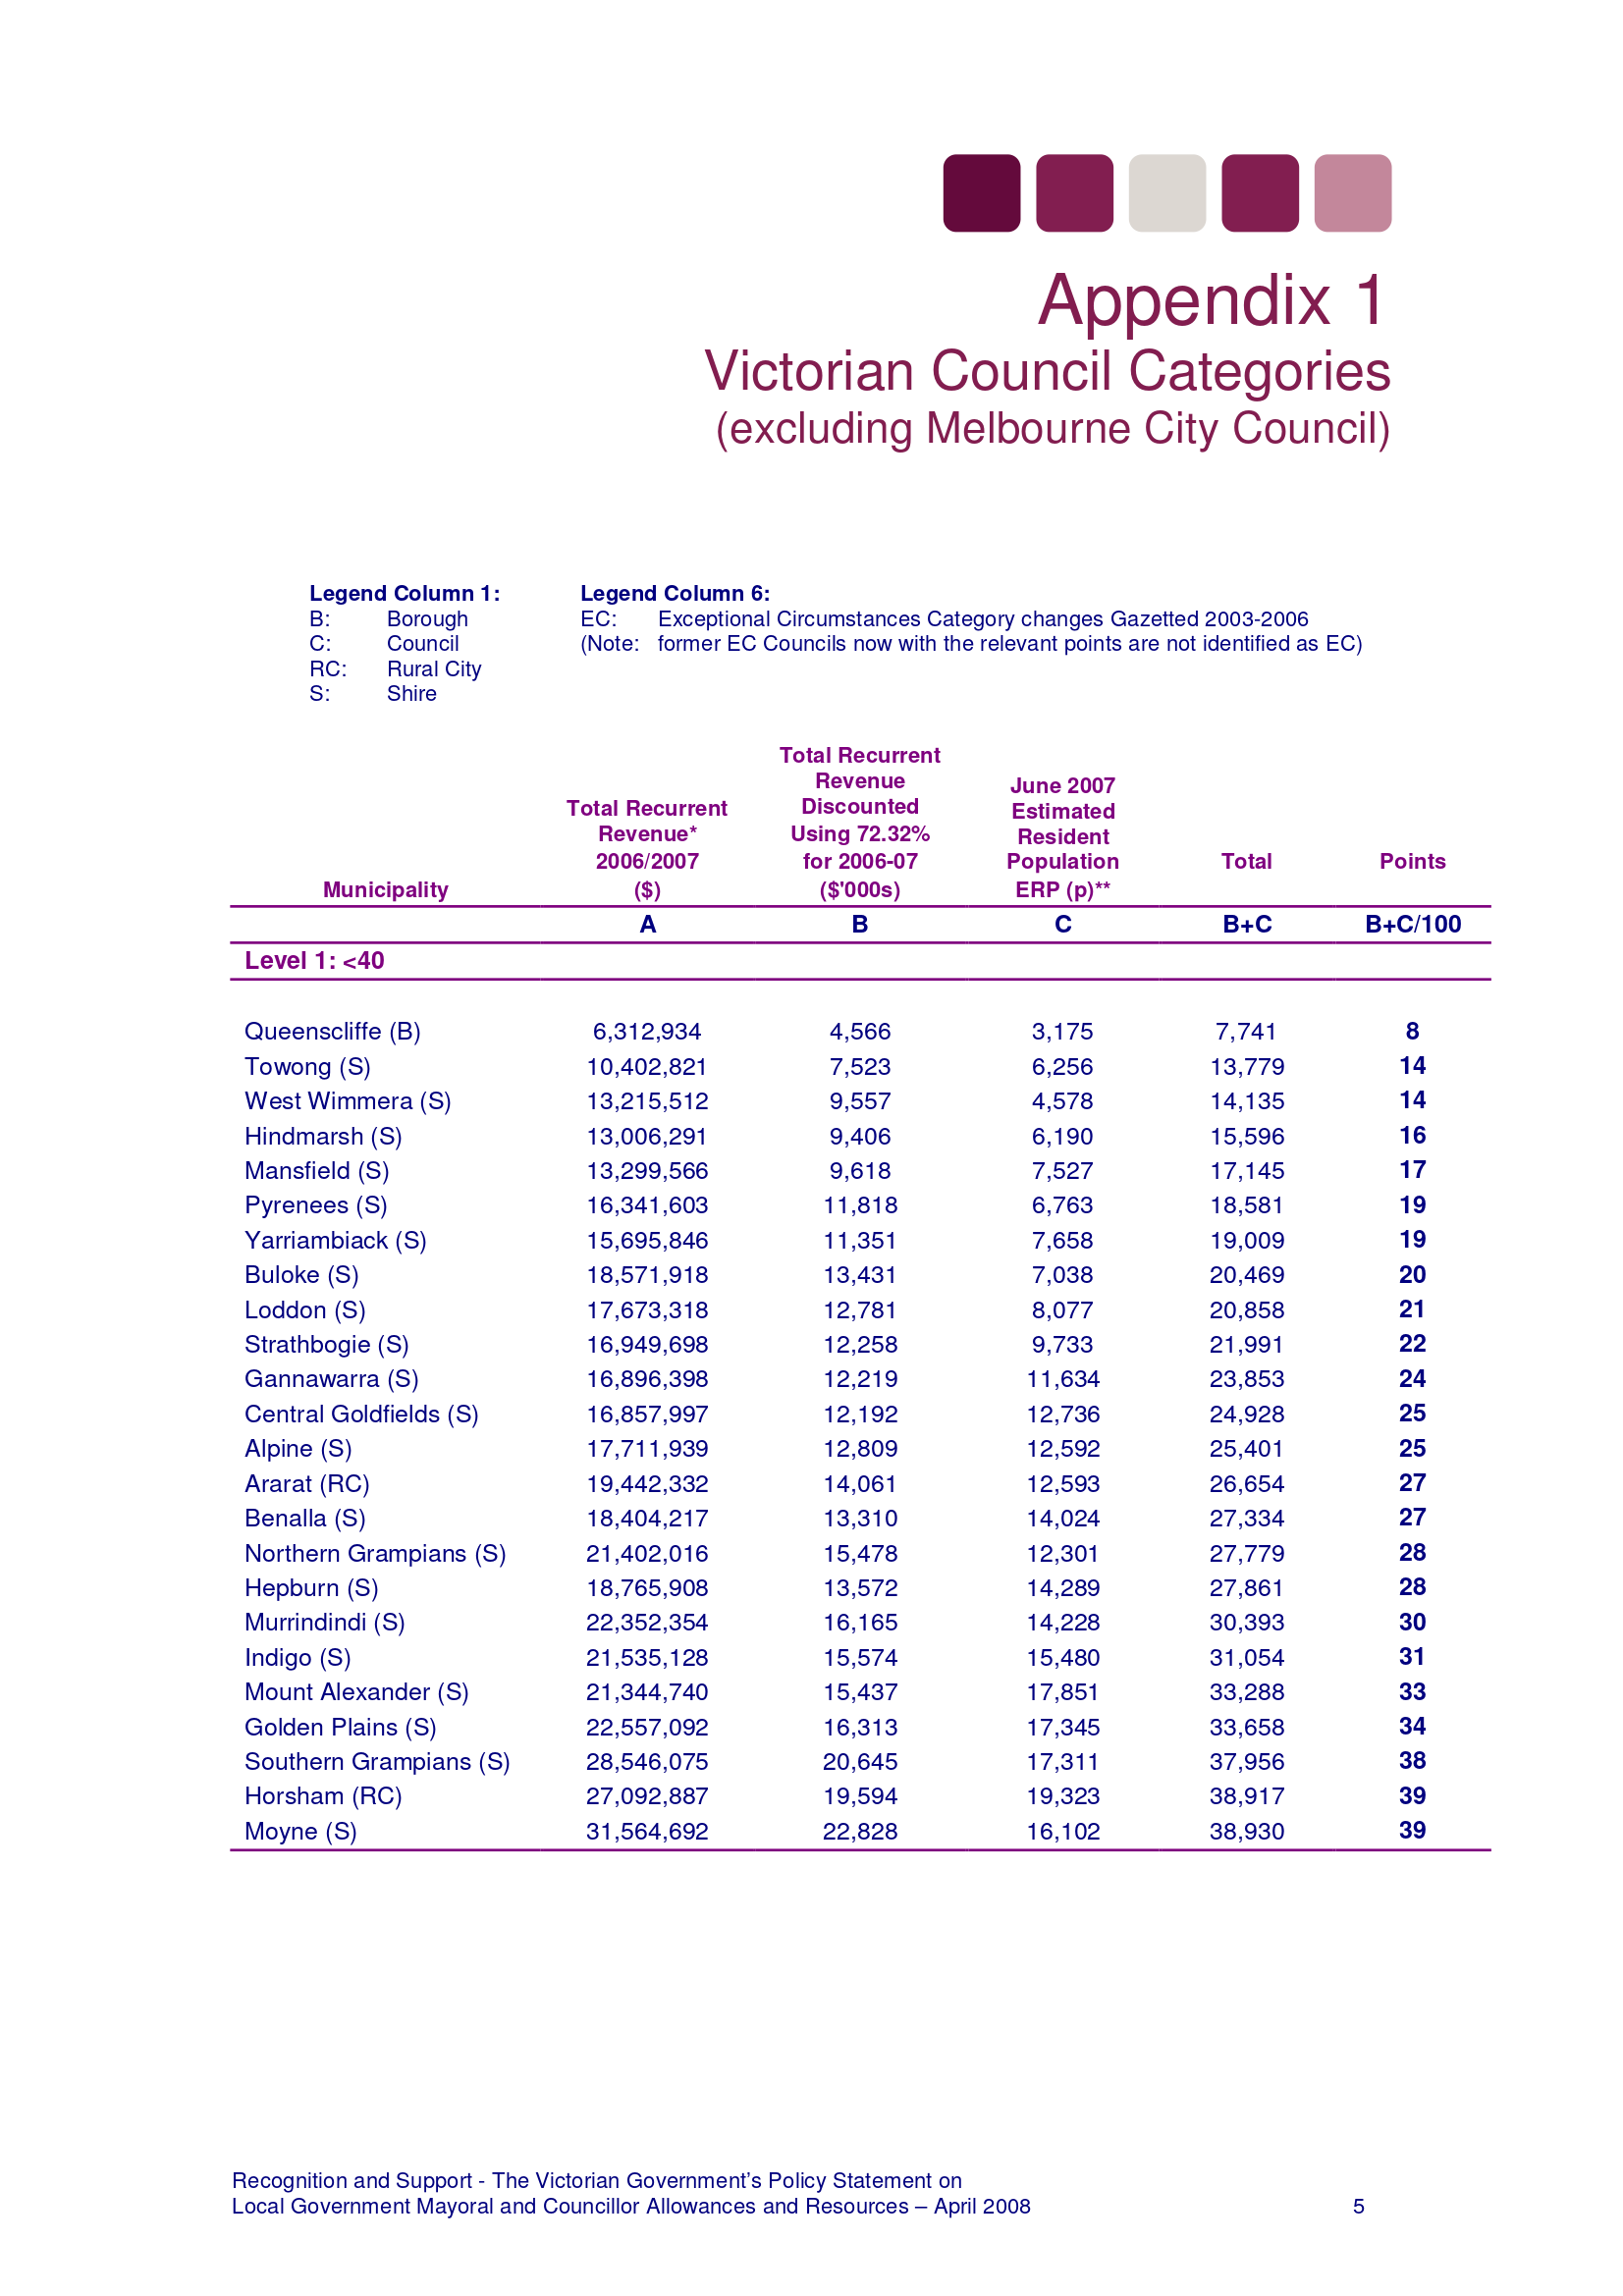 Appendix 1
Victorian Council Categories
(excluding Melbourne City Council)
Legend Column 1: Legend Column 6:
B: Borough EC: Exceptional Circumstances Category changes Gazetted 2003-2006
C: Council (Note: former EC Councils now with the relevant points are not identified as EC)
RC: Rural City
S: Shire
Total Recurrent
Revenue
June 2007
Discounted
Estimated
Total Recurrent
Using 72.32%
Resident
Revenue*
for 2006-07
Population
2006/2007 Total Points
Municipality ($) ($'000s) ERP (p)**
A B C B+C B+C/100
Level 1: <40
Queenscliffe (B) 6,312,934 4,566 3,175 7,741 8
Towong (S) 10,402,821 7,523 6,256 13,779 14
West Wimmera (S) 13,215,512 9,557 4,578 14,135 14
Hindmarsh (S) 13,006,291 9,406 6,190 15,596 16
Mansfield (S) 13,299,566 9,618 7,527 17,145 17
Pyrenees (S) 16,341,603 11,818 6,763 18,581 19
Yarriambiack (S) 15,695,846 11,351 7,658 19,009 19
Buloke (S) 18,571,918 13,431 7,038 20,469 20
Loddon (S) 17,673,318 12,781 8,077 20,858 21
Strathbogie (S) 16,949,698 12,258 9,733 21,991 22
Gannawarra (S) 16,896,398 12,219 11,634 23,853 24
Central Goldfields (S) 16,857,997 12,192 12,736 24,928 25
Alpine (S) 17,711,939 12,809 12,592 25,401 25
Ararat (RC) 19,442,332 14,061 12,593 26,654 27
Benalla (S) 18,404,217 13,310 14,024 27,334 27
Northern Grampians (S) 21,402,016 15,478 12,301 27,779 28
Hepburn (S) 18,765,908 13,572 14,289 27,861 28
Murrindindi (S) 22,352,354 16,165 14,228 30,393 30
Indigo (S) 21,535,128 15,574 15,480 31,054 31
Mount Alexander (S) 21,344,740 15,437 17,851 33,288 33
Golden Plains (S) 22,557,092 16,313 17,345 33,658 34
Southern Grampians (S) 28,546,075 20,645 17,311 37,956 38
Horsham (RC) 27,092,887 19,594 19,323 38,917 39
Moyne (S) 31,564,692 22,828 16,102 38,930 39
Recognition and Support - The Victorian Government’s Policy Statement on
Local Government Mayoral and Councillor Allowances and Resources – April 2008 5